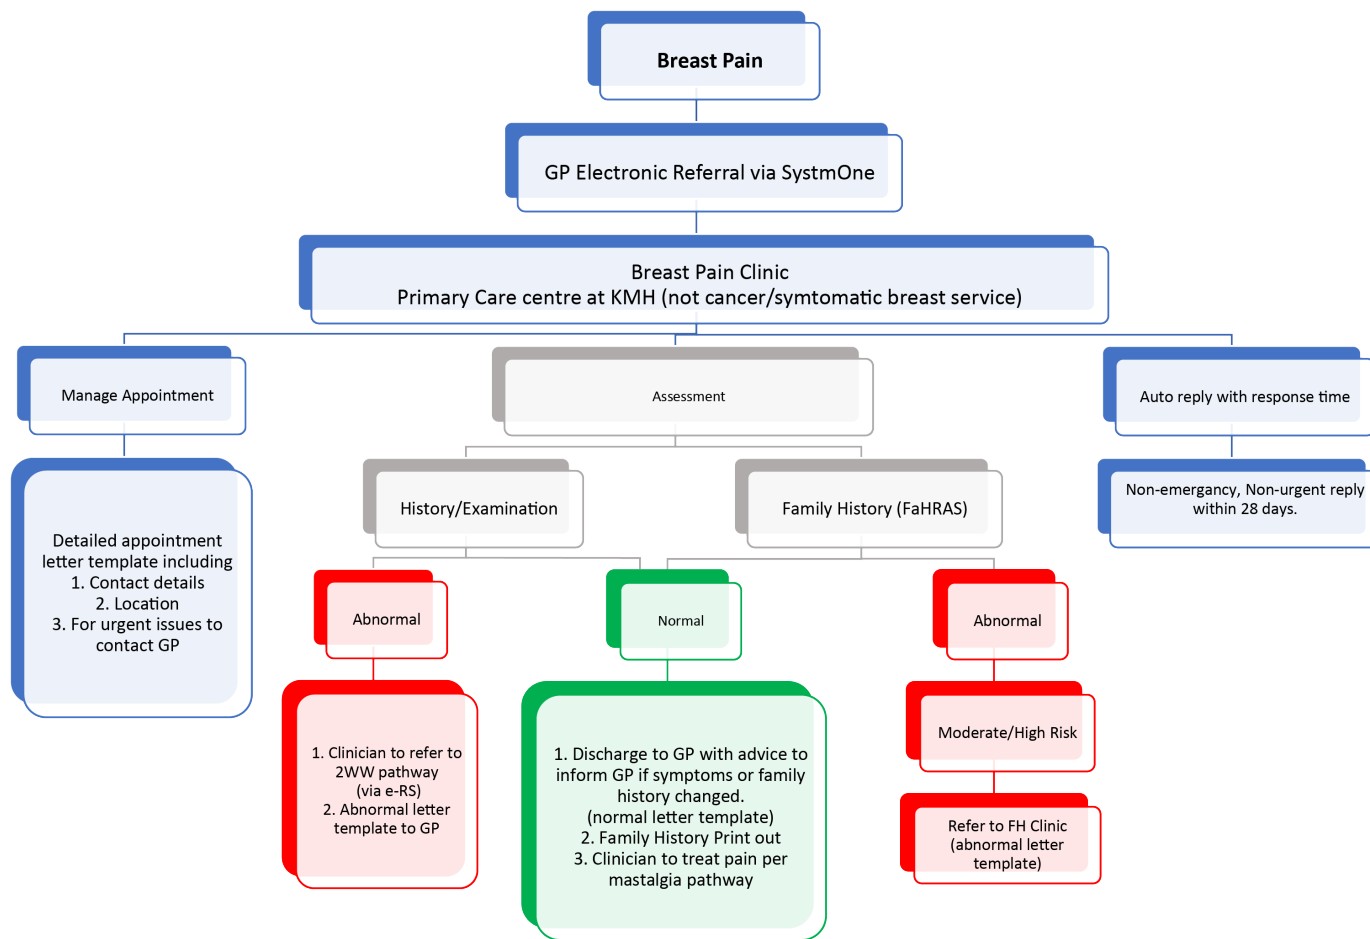 Breast Pain
GP Electronic Referral via SystmOne
Breast Pain Clinic
Primary Care centre at KMH (not cancer/symtomatic breast service)
Manage Appointment
Assessment
Auto reply with response time
Detailed appointment
letter template including
1. Contact details
2. Location
3. For urgent issues to
contact GP
History/Examination
Family History (FaHRAS)
Non-emergancy, Non-urgent reply
within 28 days.
Abnormal
Normal
Abnormal
1. Clinician to refer to
2WW pathway
(via e-RS)
2. Abnormal letter
template to GP
1. Discharge to GP with advice to
inform GP if symptoms or family
history changed.
(normal letter template)
2. Family History Print out
3. Clinician to treat pain per
mastalgia pathway
Moderate/High Risk
Refer to FH Clinic
(abnormal letter
template)